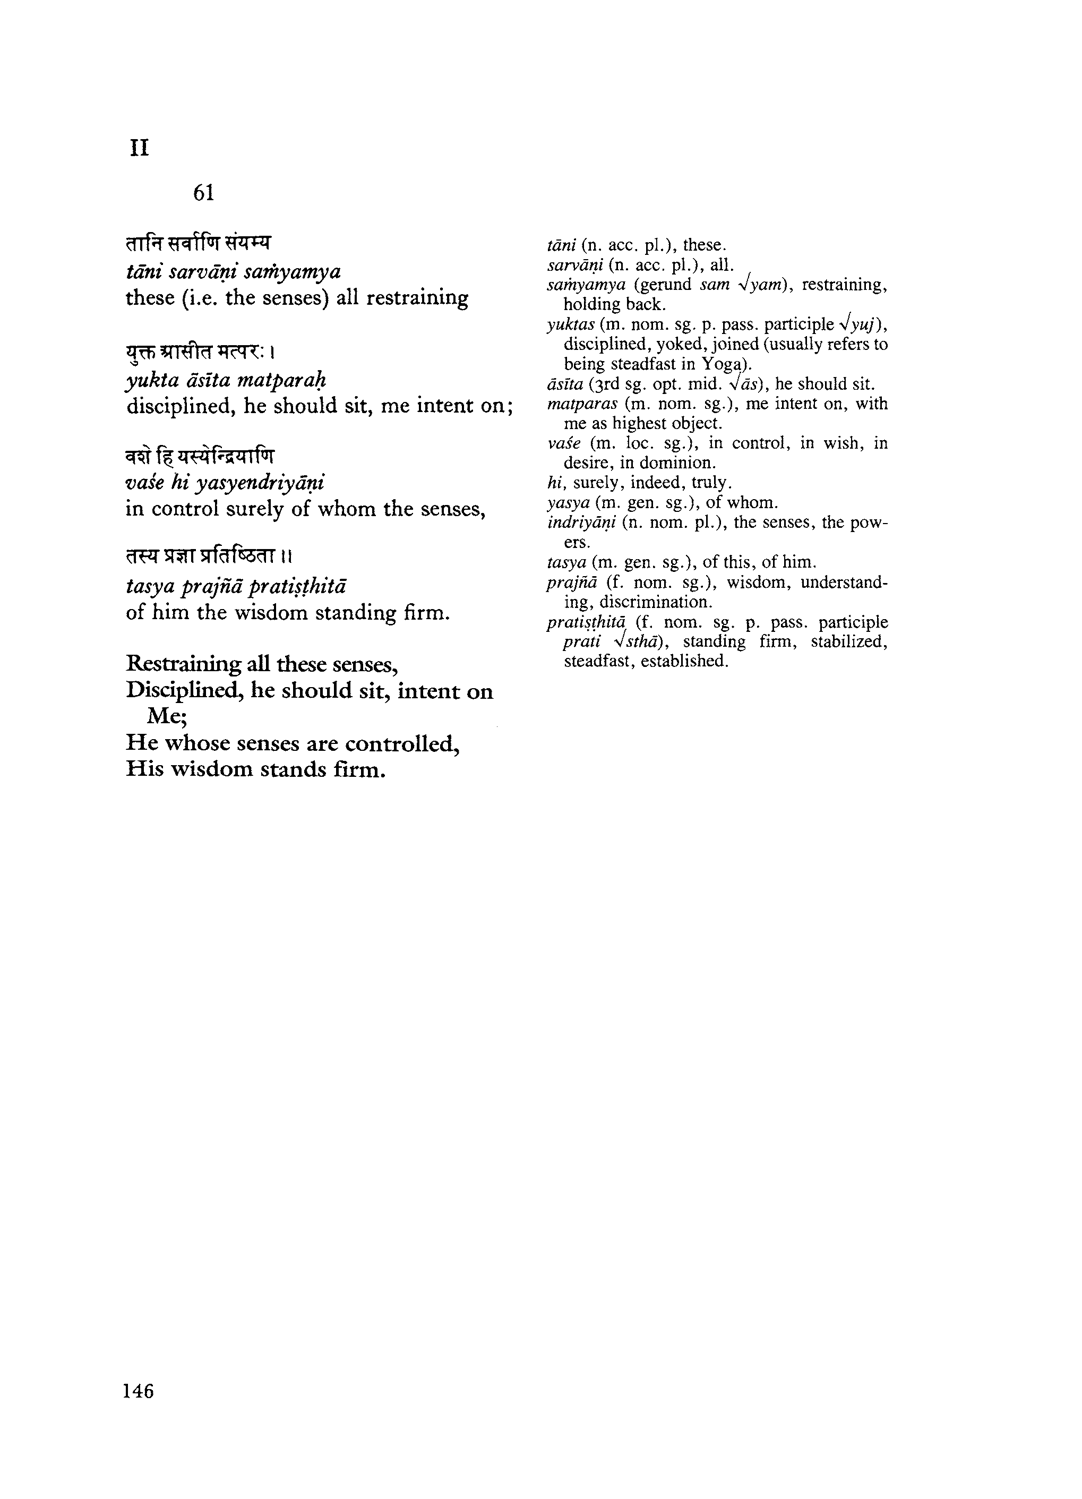 II
61
तानि सर्वाणि संयम्य
tāni sarvāṇi saṁyamya
these (i.e. the senses) all restraining
युक्त आसीत मत्परः ।
yukta āsīta matparaḥ
disciplined, he should sit, me intent on;
वशे हि यस्येन्द्रियाणि
vaśe hi yasyendriyāṇi
in control surely of whom the senses,
तस्य प्रज्ञा प्रतिष्ठिता ॥
tasya prajñā pratiṣṭhitā
of him the wisdom standing firm.
Restraining all these senses,
Disciplined, he should sit, intent on
Me;
He whose senses are controlled,
His wisdom stands firm.
tāni (n. acc. pl.), these.
sarvāṇi (n. acc. pl.), all.
saṁyamya (gerund sam √yam), restraining,
holding back.
yuktas (m. nom. sg. p. pass. participle √yuj),
disciplined, yoked, joined (usually refers to
being steadfast in Yoga).
āsīta (3rd sg. opt. mid. √ās), he should sit.
matparas (m. nom. sg.), me intent on, with
me as highest object.
vaśe (m. loc. sg.), in control, in wish, in
desire, in dominion.
hi, surely, indeed, truly.
yasya (m. gen. sg.), of whom.
indriyāṇi (n. nom. pl.), the senses, the pow-
ers.
tasya (m. gen. sg.), of this, of him.
prajñā (f. nom. sg.), wisdom, understand-
ing, discrimination.
pratiṣṭhitā (f. nom. sg. p. pass. participle
prati √sthā), standing firm, stabilized,
steadfast, established.
146